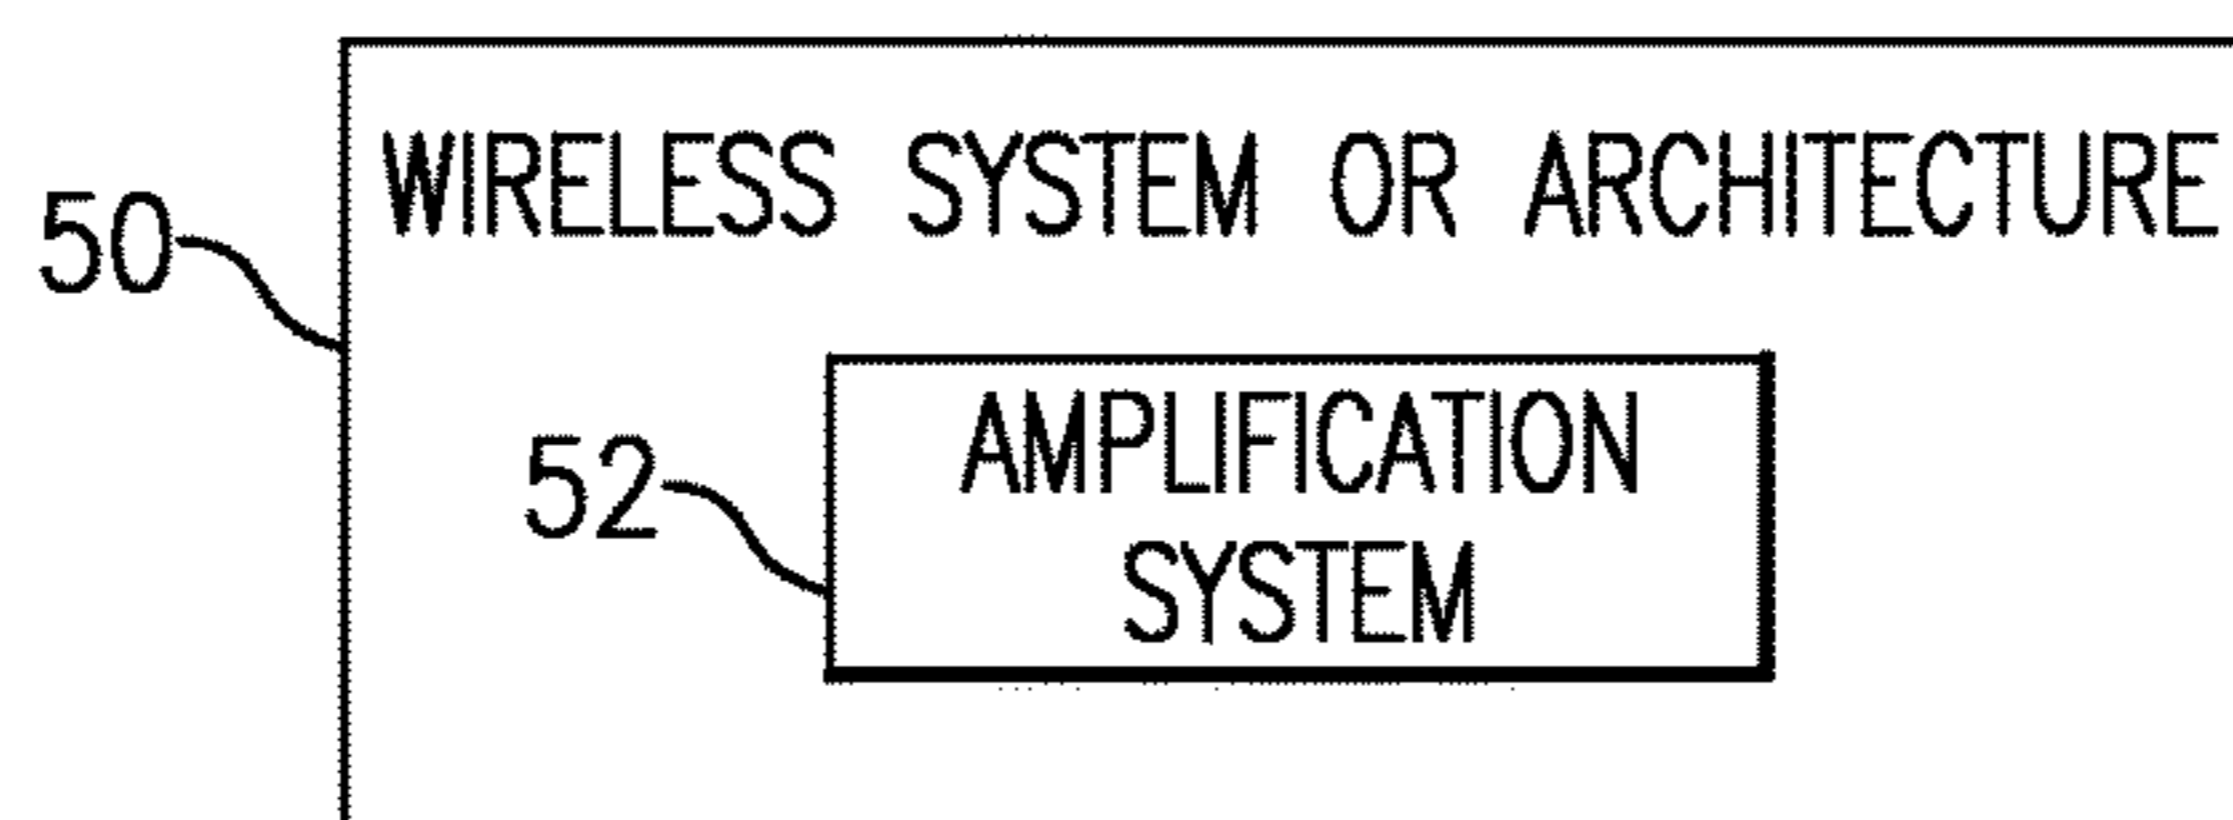 WIRELESS SYSTEM OR ARCHITECTURE
50
AMPLIFICATION
52
SYSTEM